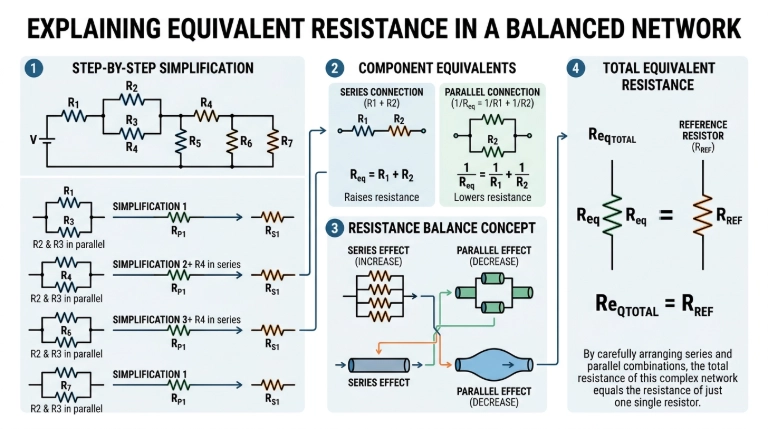 EXPLAINING EQUIVALENT RESISTANCE IN A BALANCED NETWORK
1 STEP-BY-STEP SIMPLIFICATION
R2
R1
R4
R3
V
R4
R5
R6
R7
R1
SIMPLIFICATION 1
R3
RP1
RS1
R2 & R3 in parallel
SIMPLIFICATION 2+ R4 in series
R4
RP1
RS1
R2 & R3 in parallel
SIMPLIFICATION 3+ R4 in series
R6
RP1
RS1
R2 & R3 in parallel
SIMPLIFICATION 1
R7
RP1
RS1
R2 & R3 in parallel
2 COMPONENT EQUIVALENTS
SERIES CONNECTION
(R1 + R2)
R1 R2
Req = R1 + R2
Raises resistance
PARALLEL CONNECTION
(1/Req = 1/R1 + 1/R2)
R2
1/Req = 1/R1 + 1/R2
Lowers resistance
3 RESISTANCE BALANCE CONCEPT
SERIES EFFECT
(INCREASE)
PARALLEL EFFECT
(DECREASE)
SERIES EFFECT
PARALLEL EFFECT
(DECREASE)
4 TOTAL EQUIVALENT
RESISTANCE
ReqTOTAL
REFERENCE
RESISTOR
(RREF)
Req Req = RREF
ReQTOTAL = RREF
By carefully arranging series and
parallel combinations, the total
resistance of this complex network
equals the resistance of just
one single resistor.